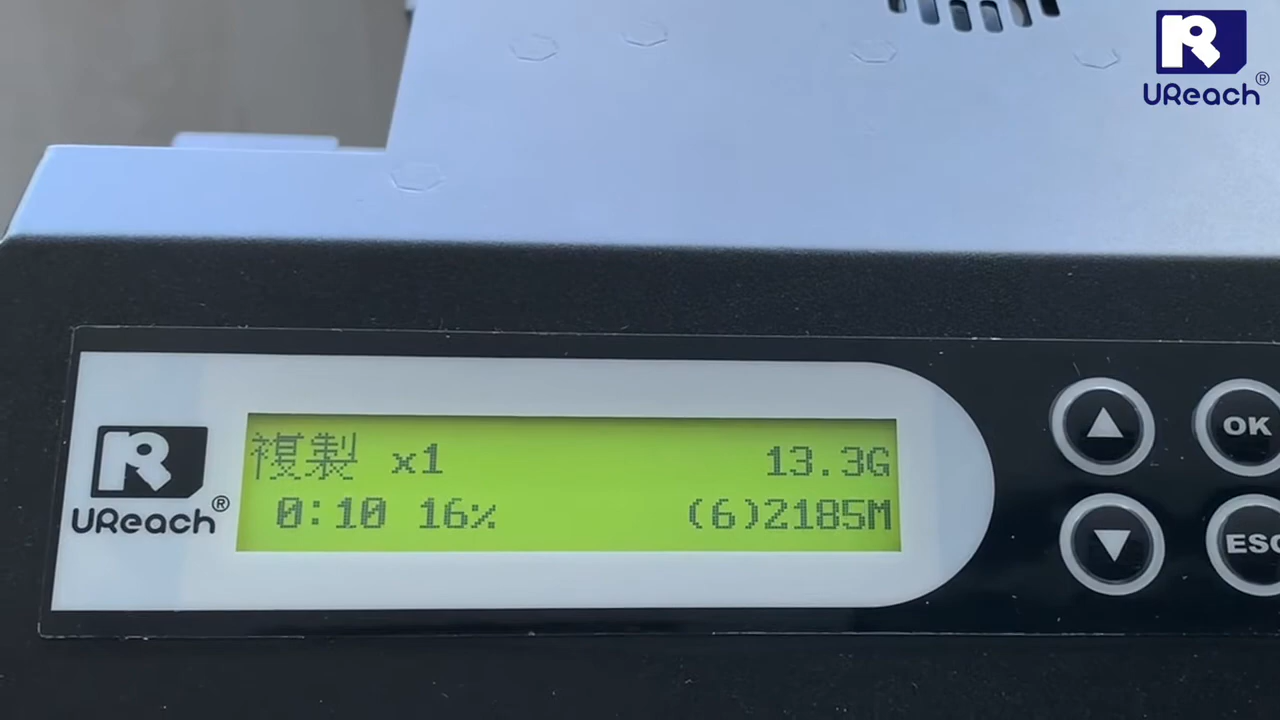 UReach®
複製 x1 13.3G
0:10 16% (6)2185M
UReach®
OK
ESC